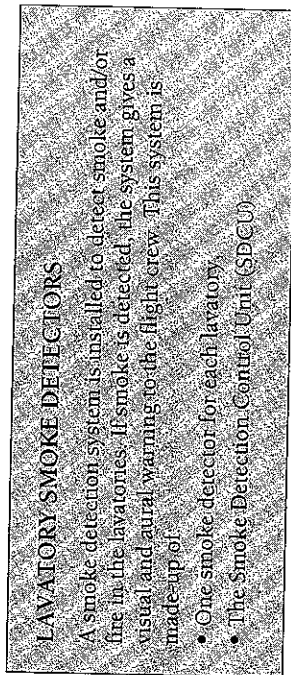 LAVATORY SMOKE DETECTORS
A smoke detection system is installed to detect smoke and/or
fire in the lavatories. If smoke is detected, the system gives a
visual and aural warning to the flight crew. This system is
made-up of
• One smoke detector for each lavatory,
• The Smoke Detection Control Unit (SDCU)